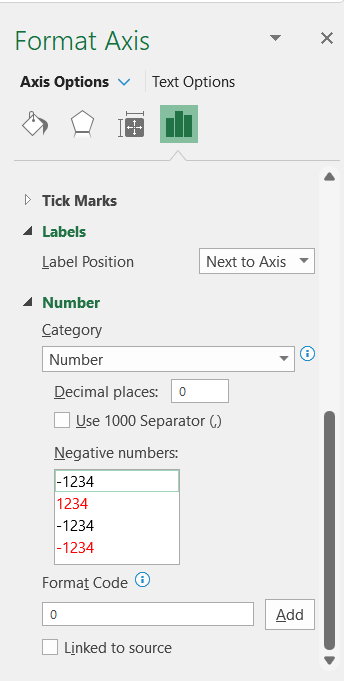 Format Axis
Axis Options Text Options
Tick Marks
Labels
Label Position Next to Axis
Number
Category
Number
Decimal places: 0
Use 1000 Separator (,)
Negative numbers:
-1234
1234
-1234
-1234
Format Code
0 Add
Linked to source